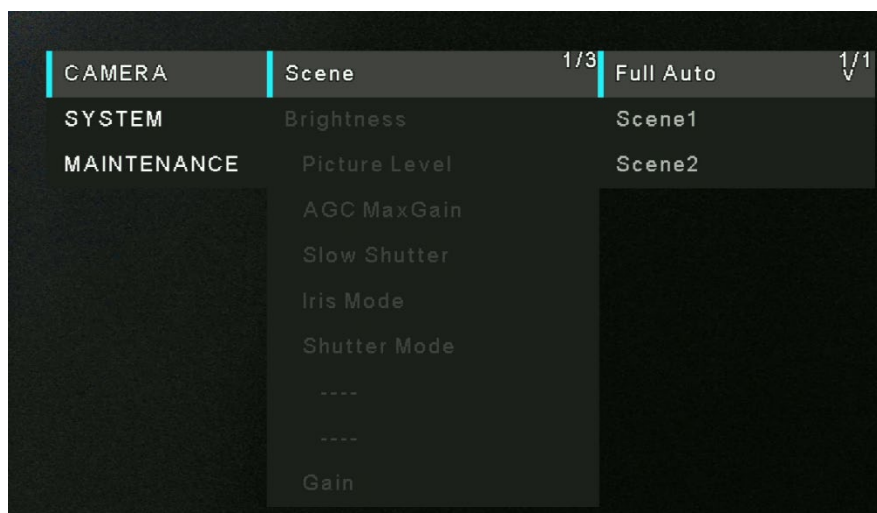 CAMERA
SYSTEM
MAINTENANCE
Scene 1/3
Brightness
Picture Level
AGC MaxGain
Slow Shutter
Iris Mode
Shutter Mode
----
----
Gain
Full Auto 1/1
v
Scene1
Scene2